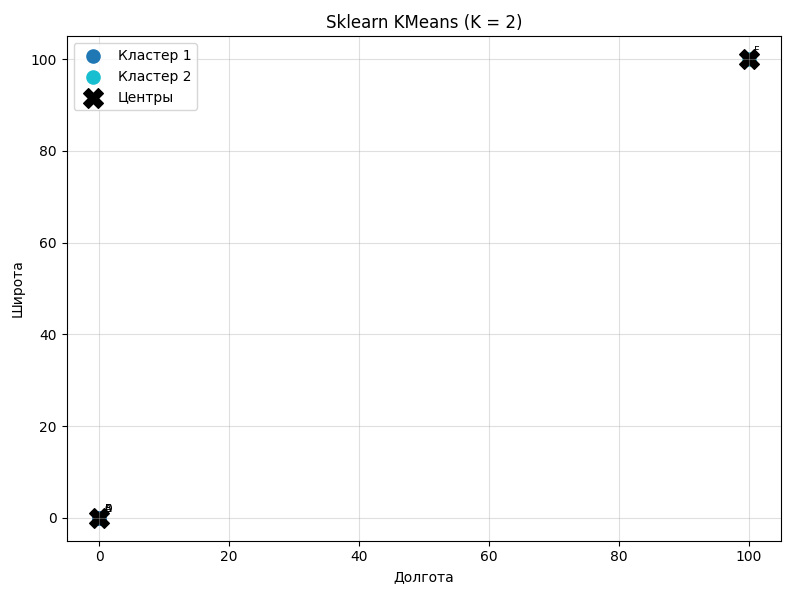 Sklearn KMeans (K = 2)
Кластер 1
Кластер 2
Центры
100
80
60
40
20
0
0
20
40
60
80
100
Широта
Долгота